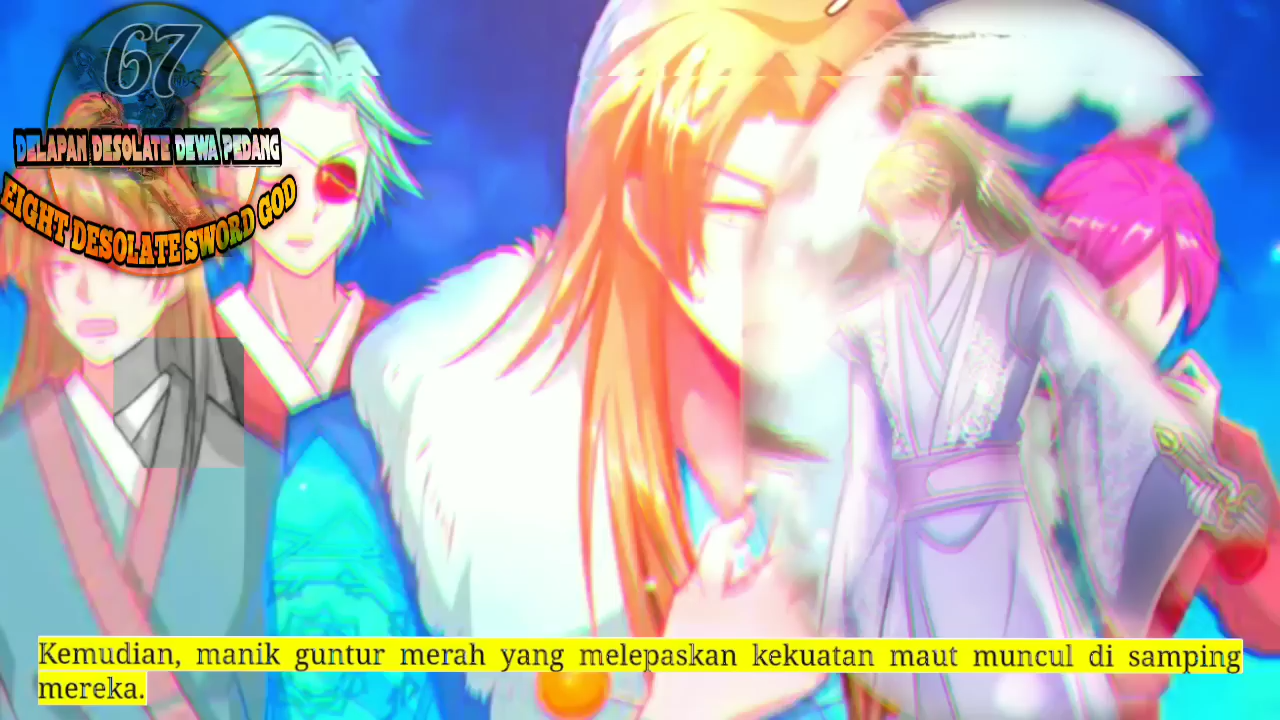 67
DELAPAN DESOLATE DEWA PEDANG
EIGHT DESOLATE SWORD GOD
Kemudian, manik guntur merah yang melepaskan kekuatan maut muncul di samping
mereka.